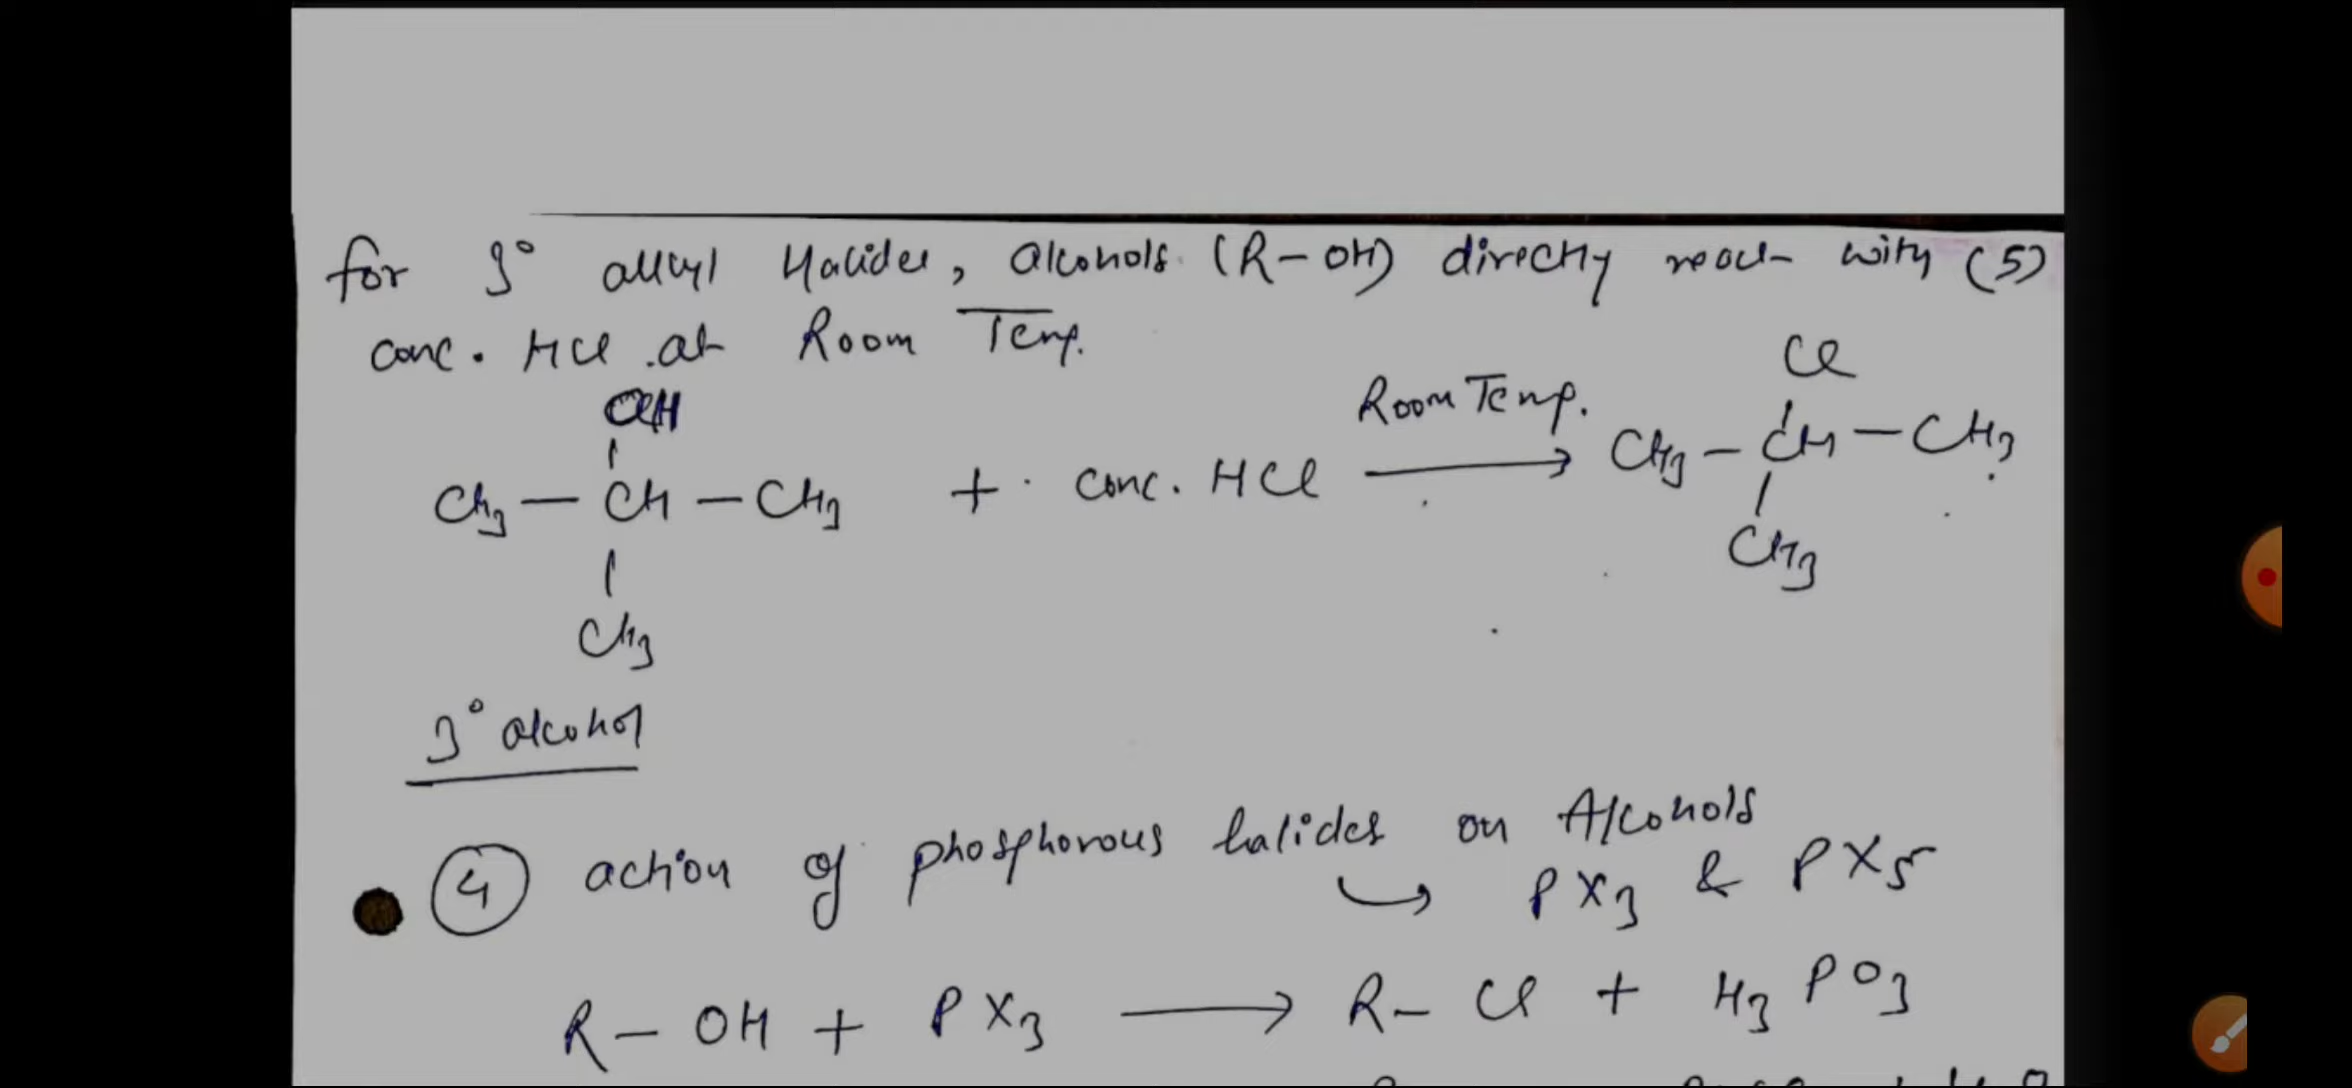 for 3° alkyl Halides, alcohols (R-OH) directly react with (5)
conc. HCl at Room Temp.
OH
CH3 - CH - CH3 + conc. HCl Room Temp. → CH3 - CH - CH3
Cl
CH3
CH3
3° alcohol
4 action of phosphorous halides on Alcohols
↳ PX3 & PX5
R - OH + PX3 → R - Cl + H3PO3